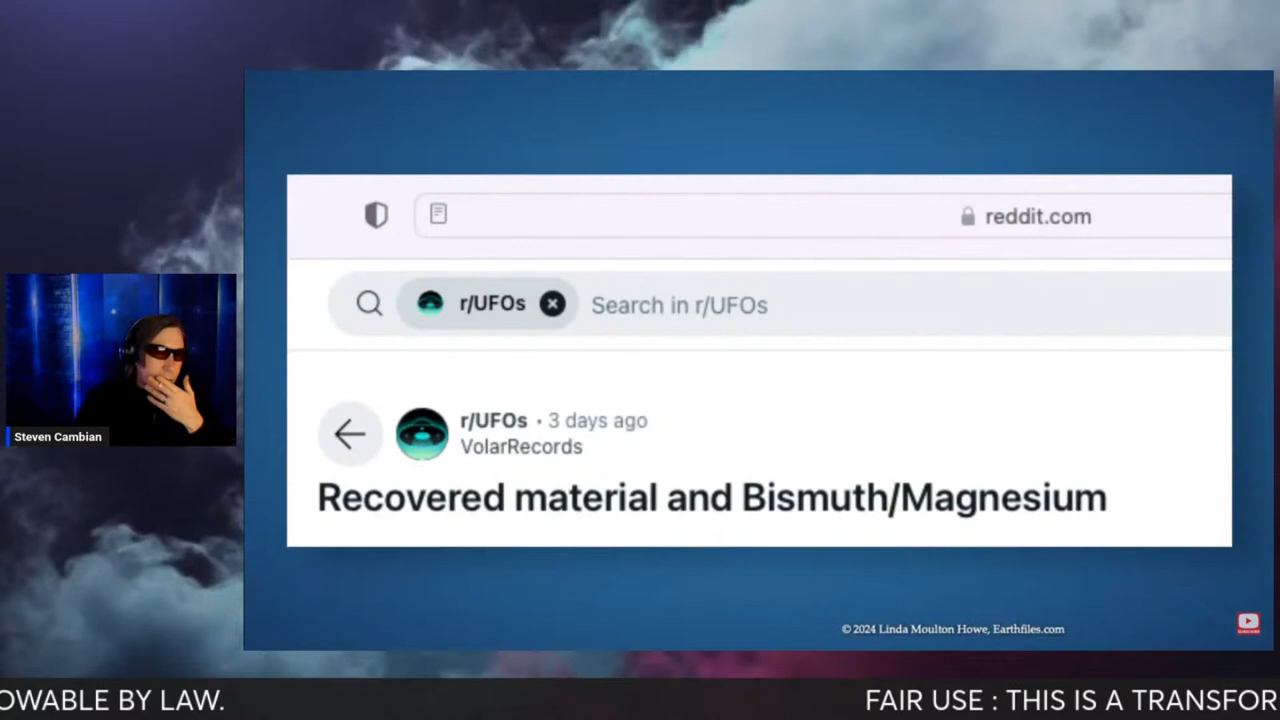 reddit.com
r/UFOs
Search in r/UFOs
r/UFOs • 3 days ago
VolarRecords
Recovered material and Bismuth/Magnesium
Steven Cambian
© 2024 Linda Moulton Howe, Earthfiles.com
SUBSCRIBE
OWABLE BY LAW.
FAIR USE : THIS IS A TRANSFOR